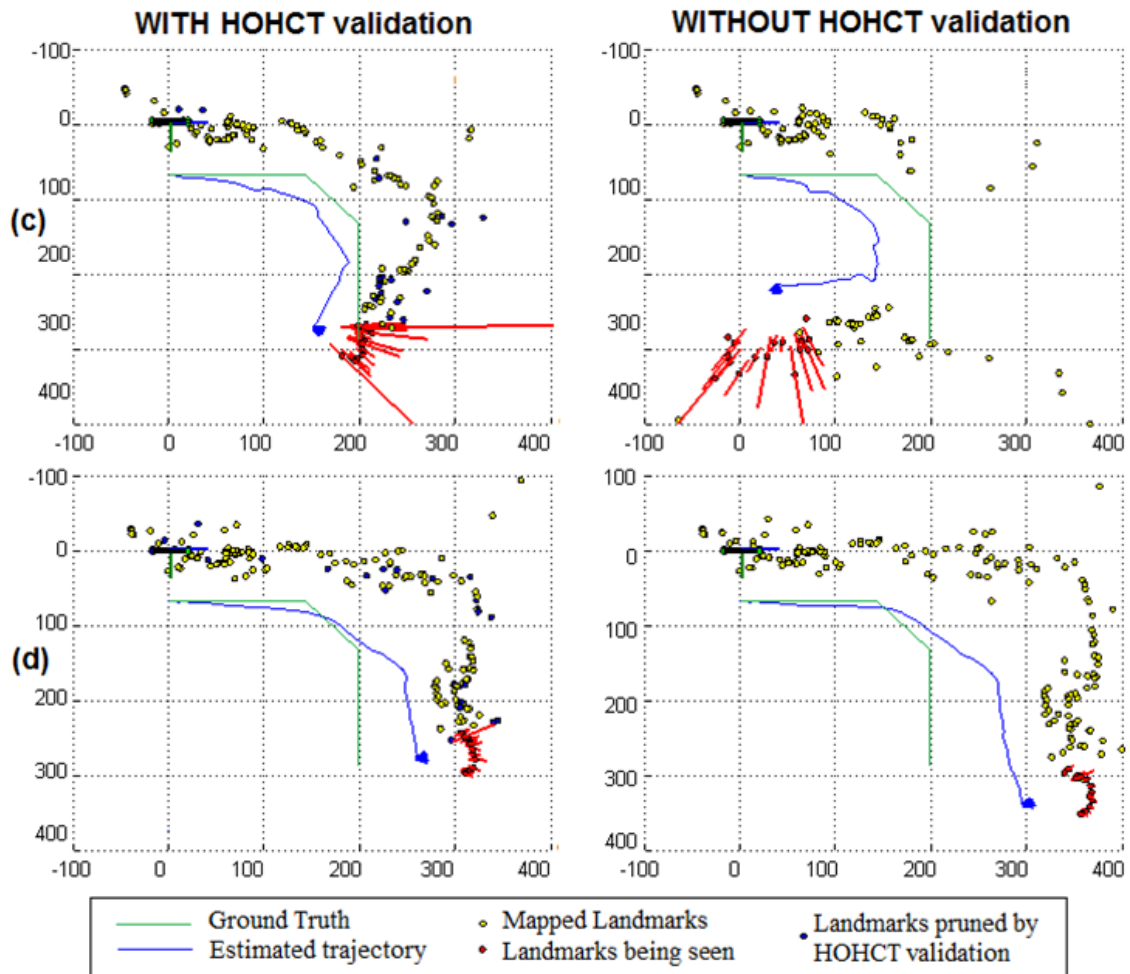 WITH HOHCT validation
WITHOUT HOHCT validation
(c)
-100
0
100
200
300
400
-100 0 100 200 300 400
-100
0
100
200
300
400
-100 0 100 200 300 400
(d)
-100
0
100
200
300
400
-100 0 100 200 300 400
100
0
100
200
300
400
-100 0 100 200 300 400
Ground Truth
Estimated trajectory
Mapped Landmarks
Landmarks being seen
Landmarks pruned by
HOHCT validation